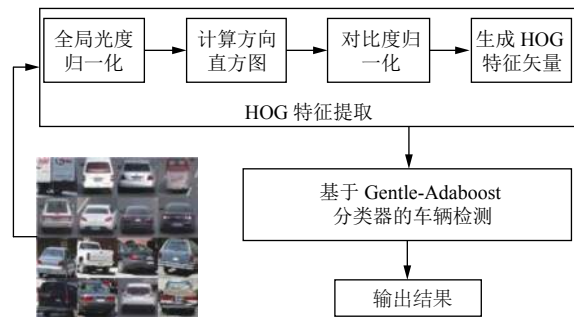 全局光度
归一化
计算方向
直方图
对比度归
一化
生成 HOG
特征矢量
HOG 特征提取
基于 Gentle-Adaboost
分类器的车辆检测
输出结果